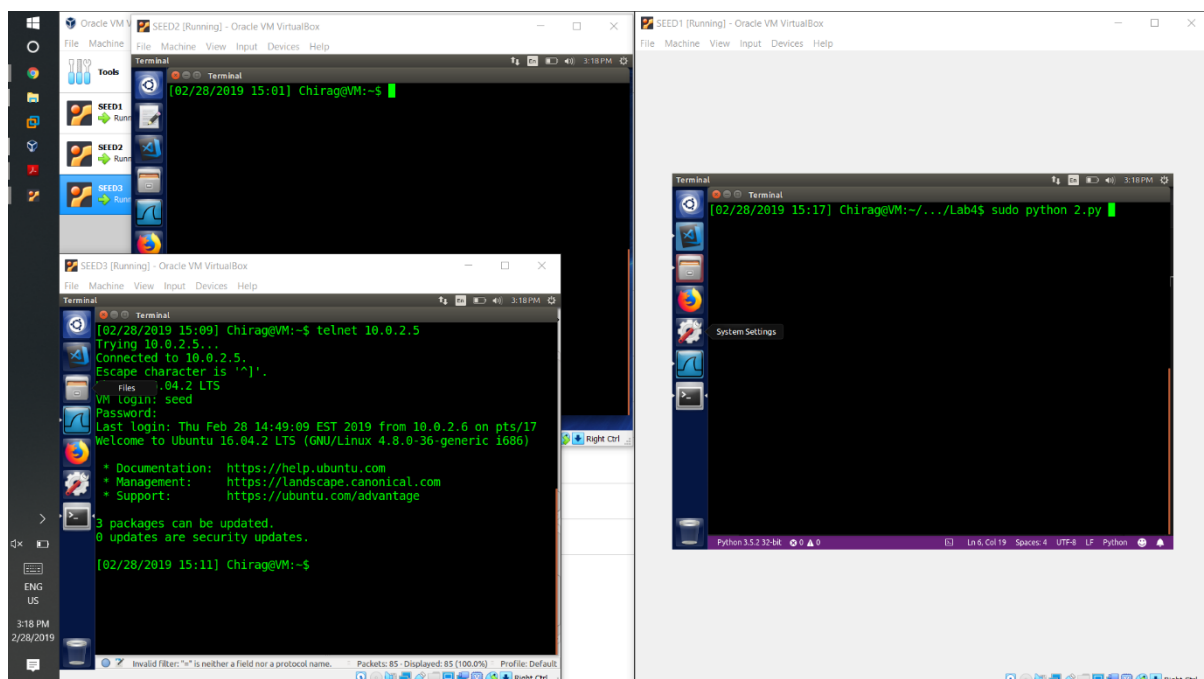 Oracle VM V
File Machine
Tools
SEED1
Runn
SEED2
Runn
SEED3
Runn
SEED2 [Running] - Oracle VM VirtualBox
File Machine View Input Devices Help
Terminal En 3:18PM
Terminal
[02/28/2019 15:01] Chirag@VM:~$
Right Ctrl
SEED3 [Running] - Oracle VM VirtualBox
File Machine View Input Devices Help
Terminal En 3:18PM
Terminal
[02/28/2019 15:09] Chirag@VM:~$ telnet 10.0.2.5
Trying 10.0.2.5...
Connected to 10.0.2.5.
Escape character is '^]'.
Files .04.2 LTS
VM login: seed
Password:
Last login: Thu Feb 28 14:49:09 EST 2019 from 10.0.2.6 on pts/17
Welcome to Ubuntu 16.04.2 LTS (GNU/Linux 4.8.0-36-generic i686)
* Documentation: https://help.ubuntu.com
* Management: https://landscape.canonical.com
* Support: https://ubuntu.com/advantage
3 packages can be updated.
0 updates are security updates.
[02/28/2019 15:11] Chirag@VM:~$
Invalid filter: "=" is neither a field nor a protocol name. Packets: 85 · Displayed: 85 (100.0%) Profile: Default
Right Ctrl
SEED1 [Running] - Oracle VM VirtualBox
File Machine View Input Devices Help
Terminal En 3:18PM
Terminal
[02/28/2019 15:17] Chirag@VM:~/.../Lab4$ sudo python 2.py
System Settings
Python 3.5.2 32-bit 0 0 Ln 6, Col 19 Spaces: 4 UTF-8 LF Python
Right Ctrl
ENG
US
3:18 PM
2/28/2019